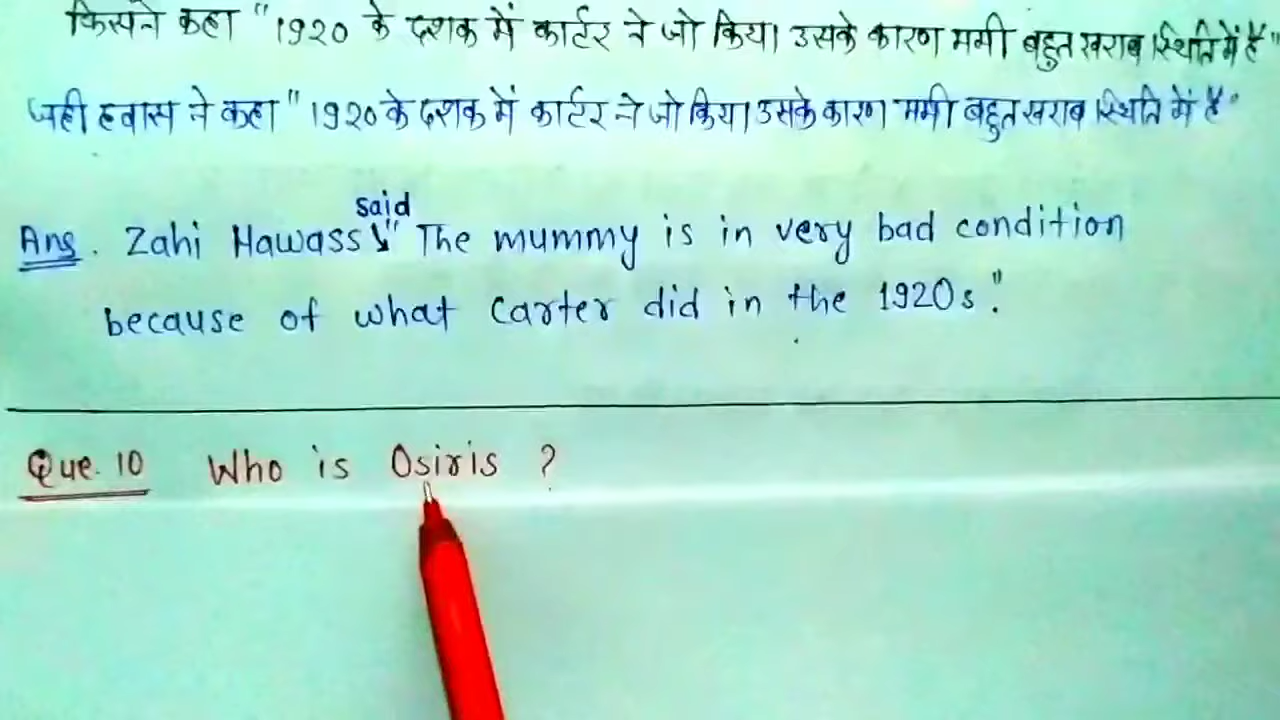 किसने कहा "1920 के दशक में कार्टर ने जो किया। उसके कारण ममी बहुत खराब स्थिति में है"
जही हवास ने कहा "1920 के दशक में कार्टर ने जो किया। उसके कारण ममी बहुत खराब स्थिति में है"
said
Ans. Zahi Hawass "The mummy is in very bad condition
because of what Carter did in the 1920s."
Que. 10 Who is Osiris ?